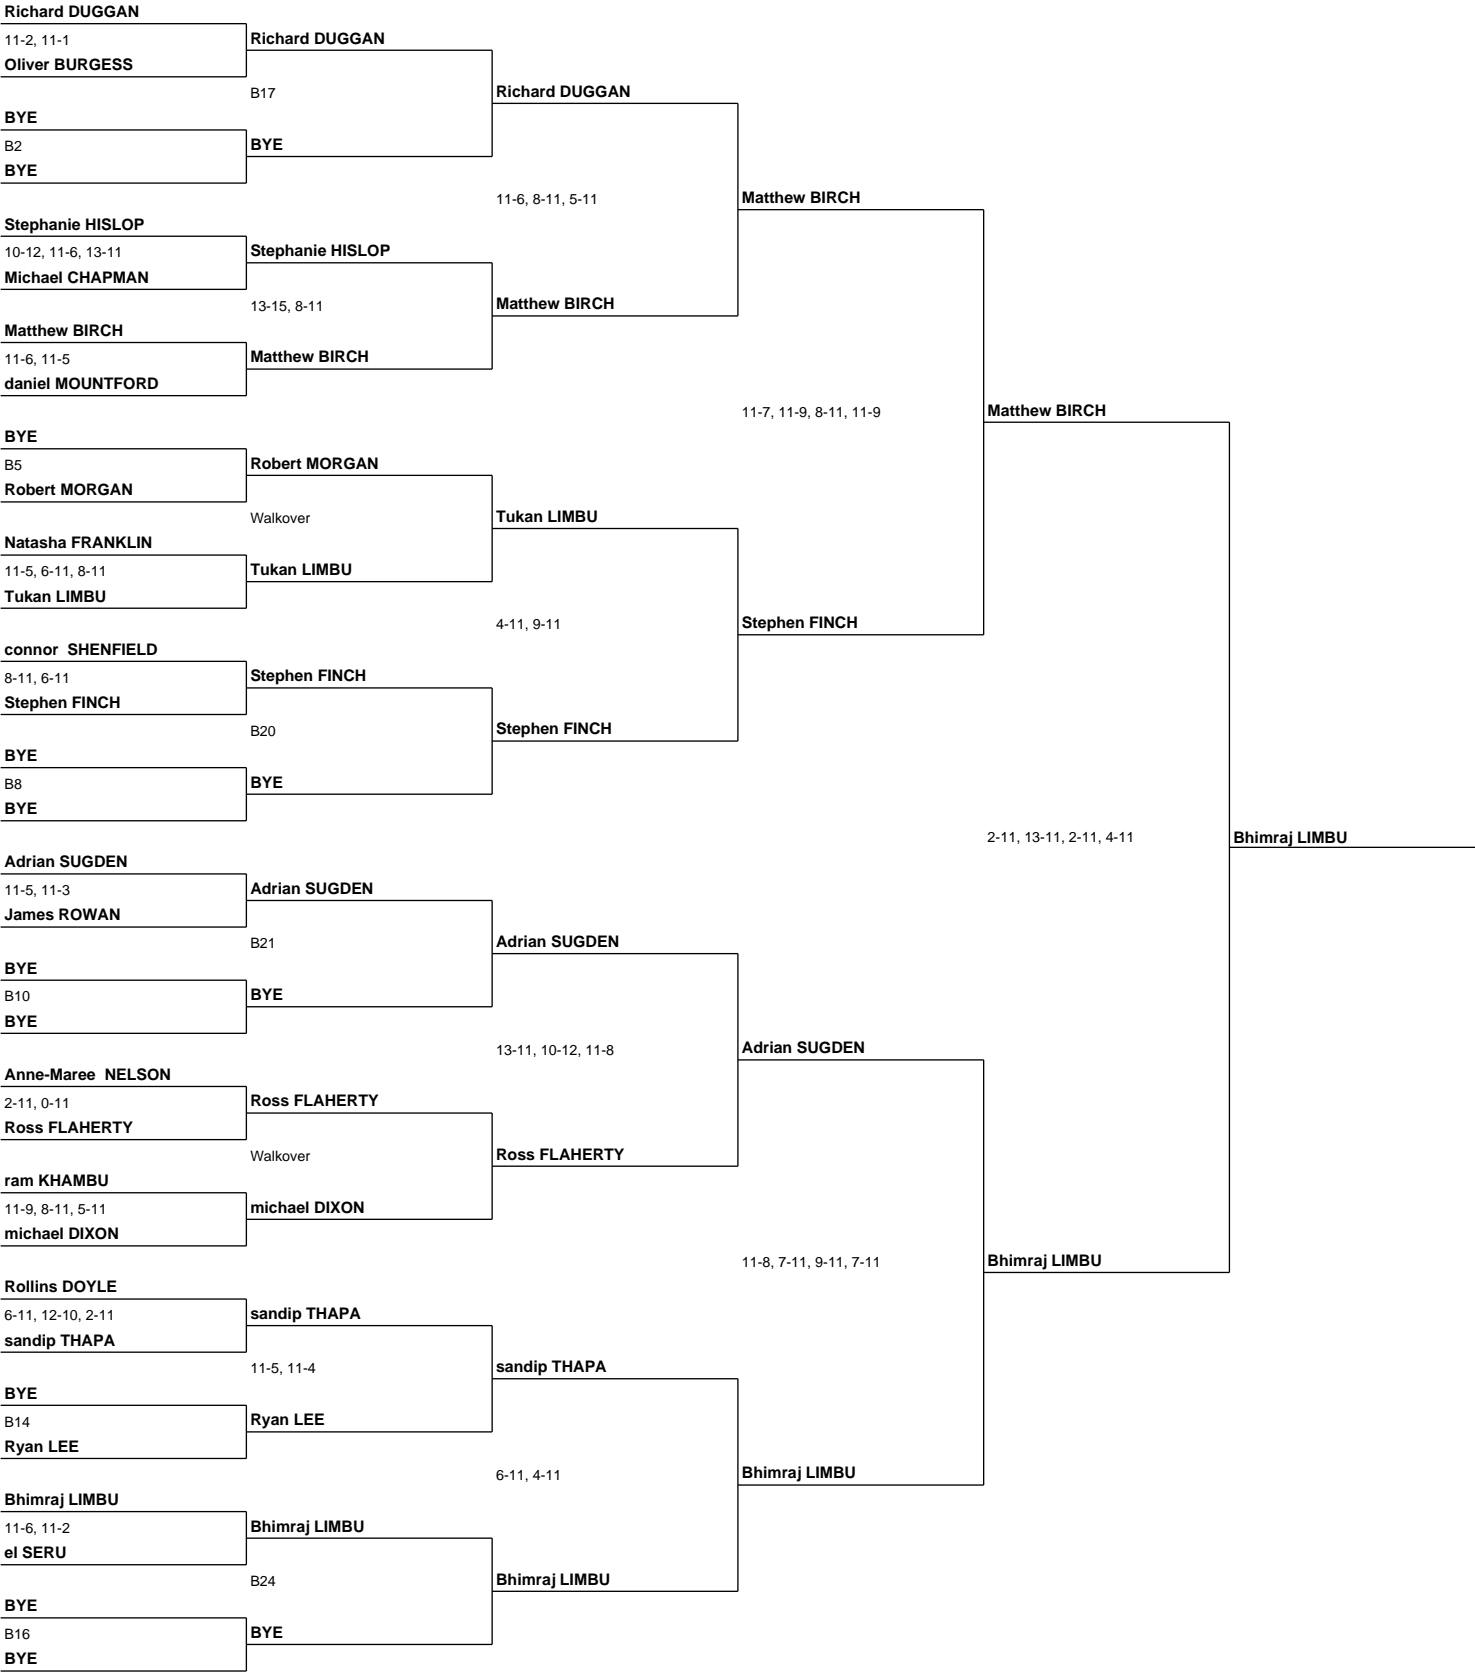 Richard DUGGAN
11-2, 11-1
Richard DUGGAN
Oliver BURGESS
B17
Richard DUGGAN
BYE
B2
BYE
BYE
11-6, 8-11, 5-11
Matthew BIRCH
Stephanie HISLOP
10-12, 11-6, 13-11
Stephanie HISLOP
Michael CHAPMAN
13-15, 8-11
Matthew BIRCH
Matthew BIRCH
11-6, 11-5
Matthew BIRCH
daniel MOUNTFORD
11-7, 11-9, 8-11, 11-9
Matthew BIRCH
BYE
B5
Robert MORGAN
Robert MORGAN
Walkover
Tukan LIMBU
Natasha FRANKLIN
11-5, 6-11, 8-11
Tukan LIMBU
Tukan LIMBU
4-11, 9-11
Stephen FINCH
connor  SHENFIELD
8-11, 6-11
Stephen FINCH
Stephen FINCH
B20
Stephen FINCH
BYE
B8
BYE
BYE
2-11, 13-11, 2-11, 4-11
Bhimraj LIMBU
Adrian SUGDEN
11-5, 11-3
Adrian SUGDEN
James ROWAN
B21
Adrian SUGDEN
BYE
B10
BYE
BYE
13-11, 10-12, 11-8
Adrian SUGDEN
Anne-Maree  NELSON
2-11, 0-11
Ross FLAHERTY
Ross FLAHERTY
Walkover
Ross FLAHERTY
ram KHAMBU
11-9, 8-11, 5-11
michael DIXON
michael DIXON
11-8, 7-11, 9-11, 7-11
Bhimraj LIMBU
Rollins DOYLE
6-11, 12-10, 2-11
sandip THAPA
sandip THAPA
11-5, 11-4
sandip THAPA
BYE
B14
Ryan LEE
Ryan LEE
6-11, 4-11
Bhimraj LIMBU
Bhimraj LIMBU
11-6, 11-2
Bhimraj LIMBU
el SERU
B24
Bhimraj LIMBU
BYE
B16
BYE
BYE